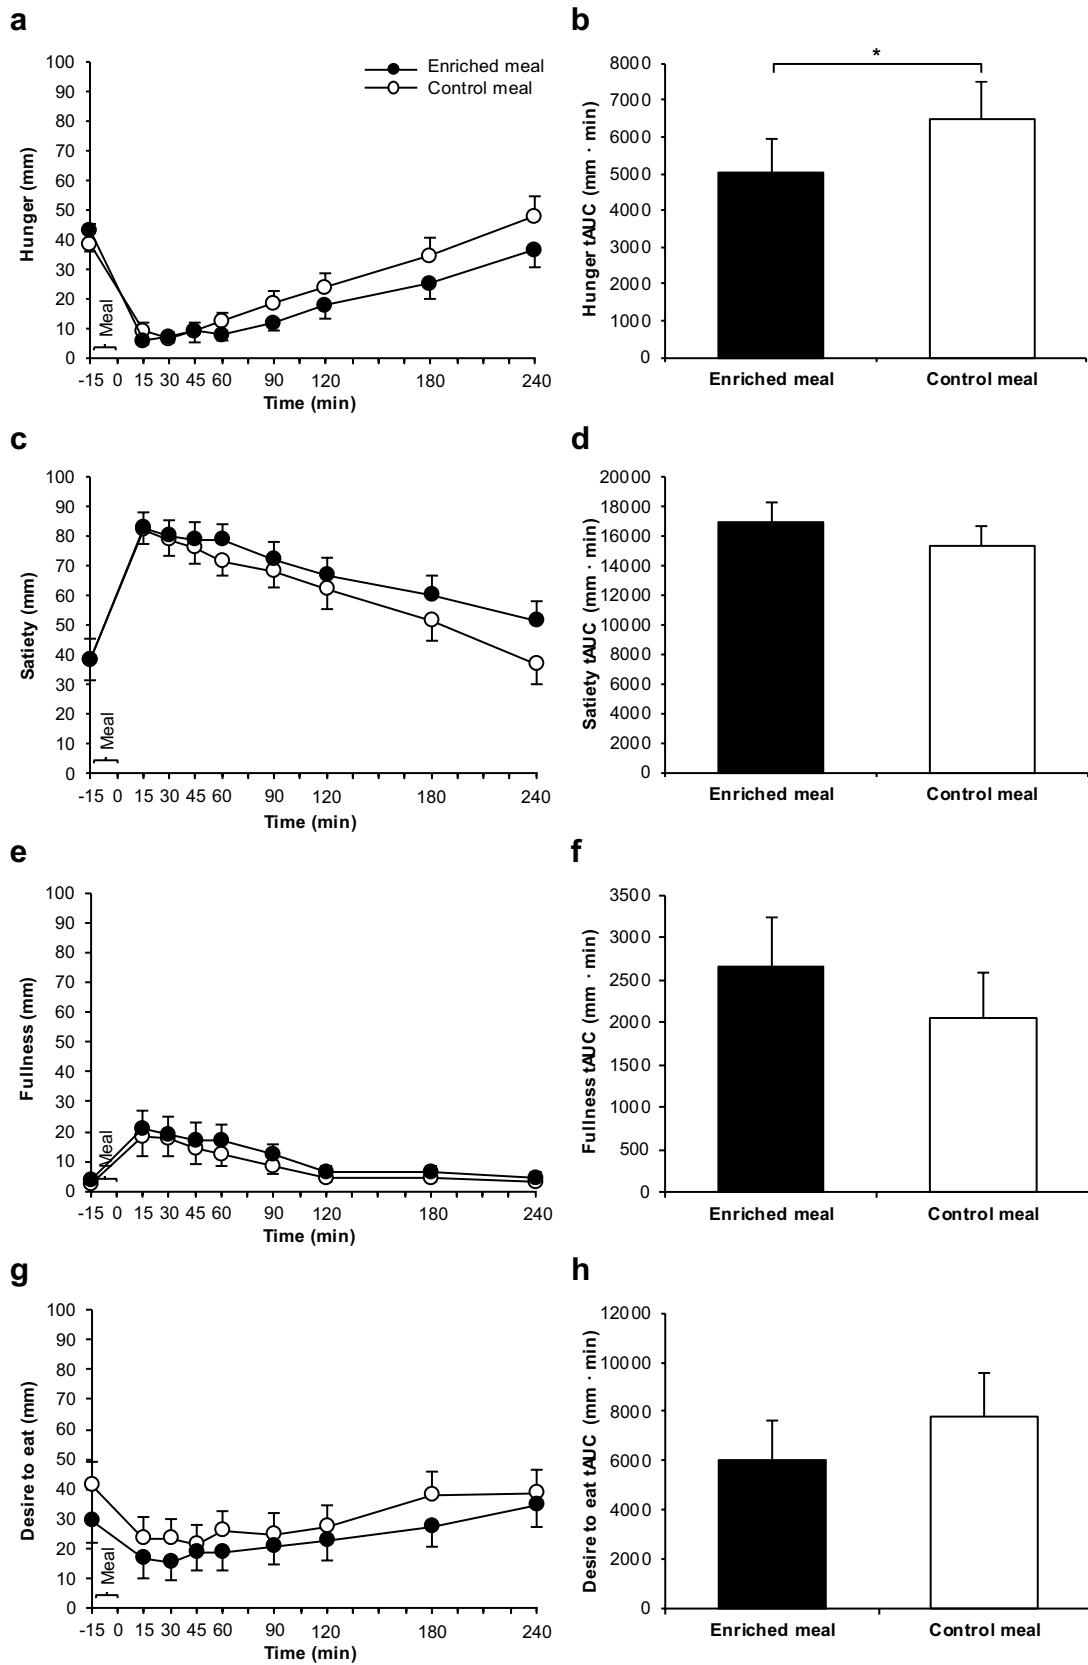 a
Enriched meal
Control meal
Hunger (mm)
100
90
80
70
60
50
40
30
20
10
0
Meal
-15 0 15 30 45 60 90 120 180 240
Time (min)
b
*
Hunger tAUC (mm · min)
8000
7000
6000
5000
4000
3000
2000
1000
0
Enriched meal Control meal
c
Satiety (mm)
100
90
80
70
60
50
40
30
20
10
0
Meal
-15 0 15 30 45 60 90 120 180 240
Time (min)
d
Satiety tAUC (mm · min)
20000
18000
16000
14000
12000
10000
8000
6000
4000
2000
0
Enriched meal Control meal
e
Fullness (mm)
100
90
80
70
60
50
40
30
20
10
0
Meal
-15 0 15 30 45 60 90 120 180 240
Time (min)
f
Fullness tAUC (mm · min)
3500
3000
2500
2000
1500
1000
500
0
Enriched meal Control meal
g
Desire to eat (mm)
100
90
80
70
60
50
40
30
20
10
0
Meal
-15 0 15 30 45 60 90 120 180 240
Time (min)
h
Desire to eat tAUC (mm · min)
12000
10000
8000
6000
4000
2000
0
Enriched meal Control meal